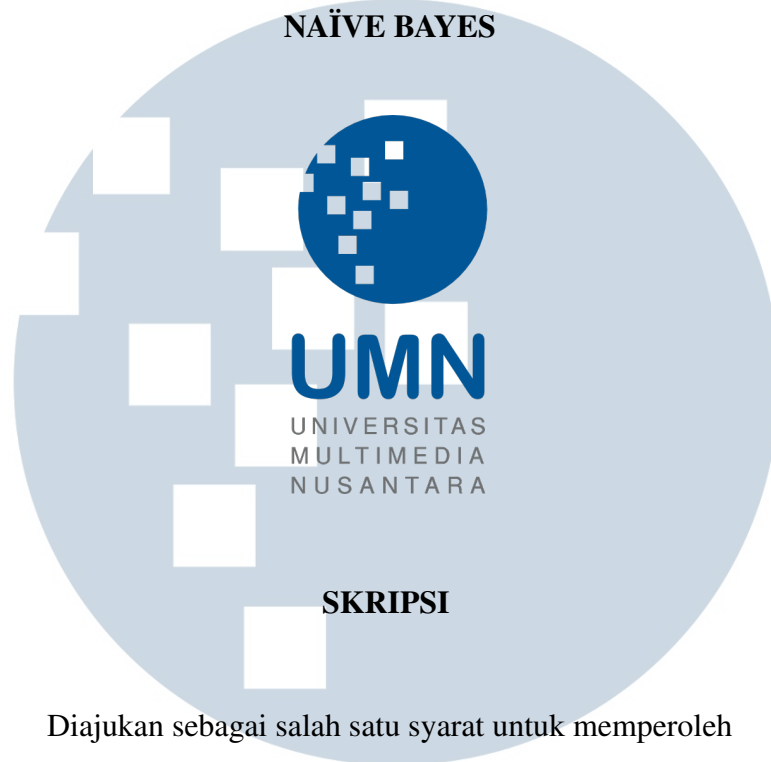 NAÏVE BAYES
UMN
UNIVERSITAS
MULTIMEDIA
NUSANTARA
SKRIPSI
Diajukan sebagai salah satu syarat untuk memperoleh